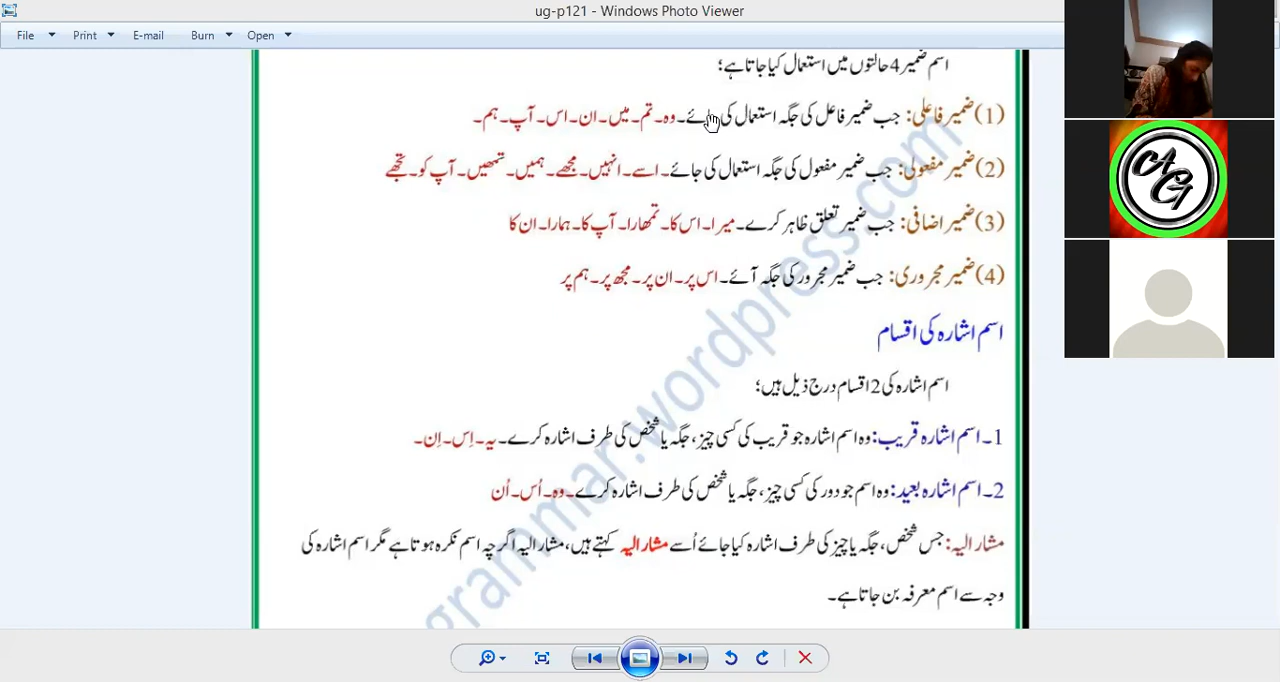 ug-p121 - Windows Photo Viewer
File Print E-mail Burn Open
اسم ضمیر 4 حالتوں میں استعمال کیا جاتا ہے؛
(1) ضمیر فاعلی: جب ضمیر فاعل کی جگہ استعمال کی جائے۔ وہ۔ تم۔ میں۔ ان۔ اس۔ آپ۔ ہم۔
(2) ضمیر مفعولی: جب ضمیر مفعول کی جگہ استعمال کی جائے۔ اسے۔ انہیں۔ مجھے۔ ہمیں۔ تمھیں۔ آپ کو۔ تجھے
(3) ضمیر اضافی: جب ضمیر تعلق ظاہر کرے۔ میرا۔ اس کا۔ تمھارا۔ آپ کا۔ ہمارا۔ ان کا
(4) ضمیر مجروری: جب ضمیر مجرور کی جگہ آئے۔ اس پر۔ ان پر۔ مجھ پر۔ ہم پر
اسم اشارہ کی اقسام
اسم اشارہ کی 2 اقسام درج ذیل ہیں؛
1۔ اسم اشارہ قریب: وہ اسم اشارہ جو قریب کی کسی چیز، جگہ یا شخص کی طرف اشارہ کرے۔ یہ۔ اِس۔ اِن۔
2۔ اسم اشارہ بعید: وہ اسم جو دور کی کسی چیز، جگہ یا شخص کی طرف اشارہ کرے۔ وہ۔ اُس۔ اُن
مشار الیہ: جس شخص، جگہ یا چیز کی طرف اشارہ کیا جائے اُسے مشار الیہ کہتے ہیں، مشار الیہ اگرچہ اسم نکرہ ہوتا ہے مگر اسم اشارہ کی
وجہ سے اسم معرفہ بن جاتا ہے۔
grammar.wordpress.com
AGC